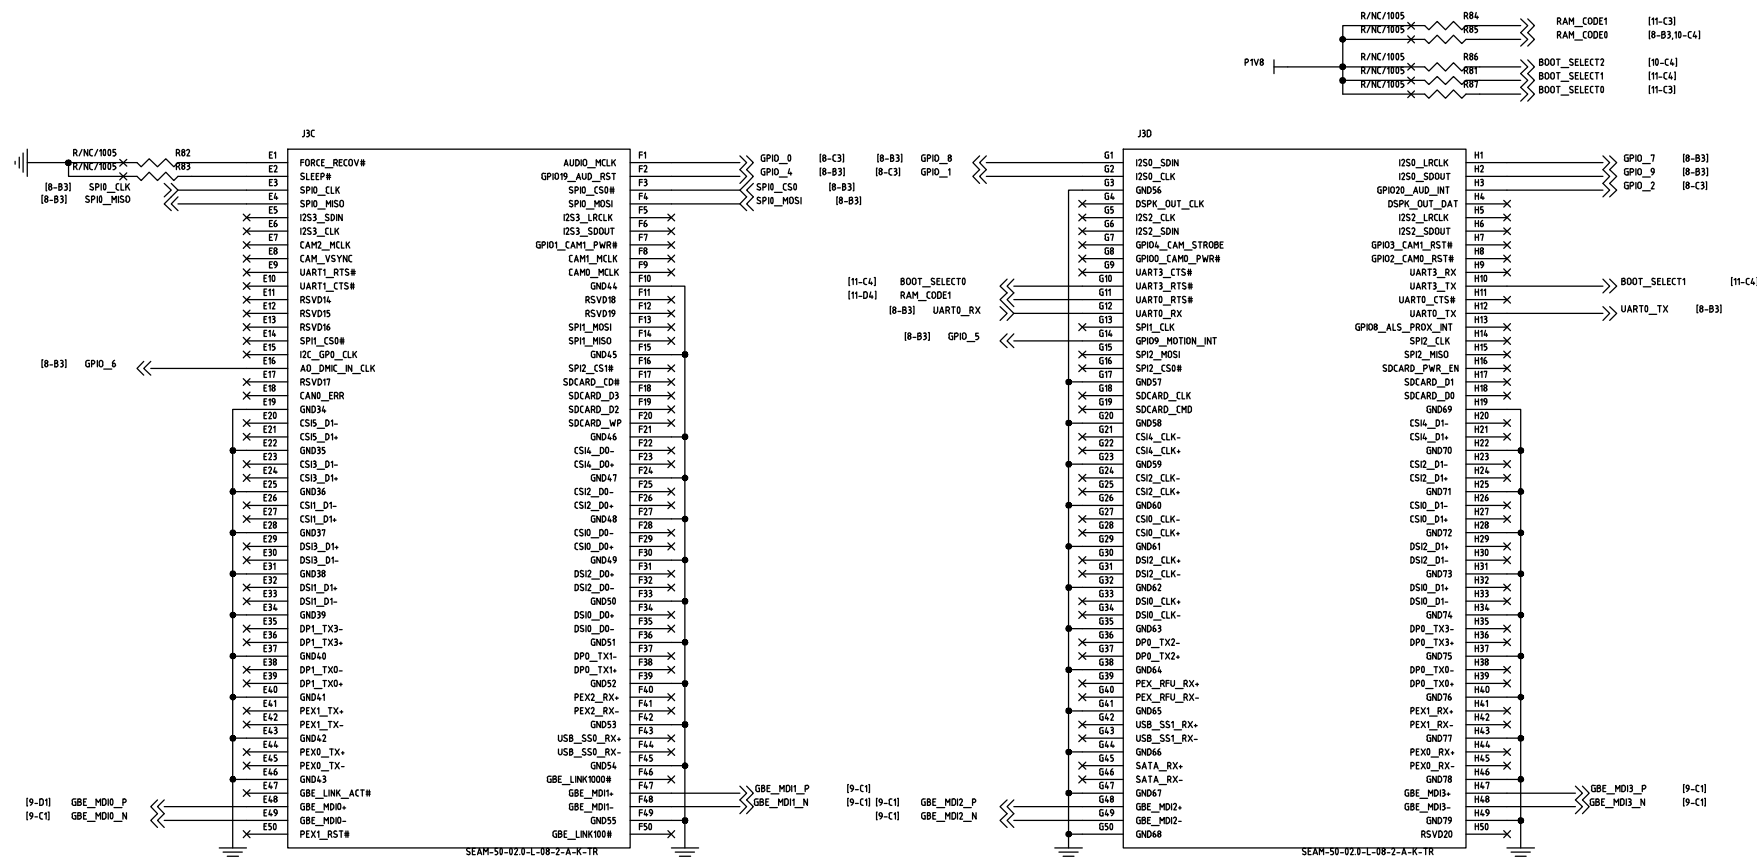 R/NC/1005 R84 RAM_CODE1 [11-C3]
R/NC/1005 R85 RAM_CODE0 [8-B3,10-C4]
P1V8 R/NC/1005 R86 BOOT_SELECT2 [10-C4]
R/NC/1005 R81 BOOT_SELECT1 [11-C4]
R/NC/1005 R87 BOOT_SELECT0 [11-C3]
J3C
R/NC/1005 R82 E1 FORCE_RECOV# AUDIO_MCLK F1 GPIO_0 [8-C3]
R/NC/1005 R83 E2 SLEEP# GPIO19_AUD_RST F2 GPIO_4 [8-B3]
[8-B3] SPI0_CLK E3 SPI0_CLK SPI0_CS0# F3 SPI0_CS0 [8-B3]
[8-B3] SPI0_MISO E4 SPI0_MISO SPI0_MOSI F4 SPI0_MOSI [8-B3]
E5 I2S3_SDIN I2S3_LRCLK F5
E6 I2S3_CLK I2S3_SDOUT F6
E7 CAM2_MCLK GPIO1_CAM1_PWR# F7
E8 CAM_VSYNC CAM1_MCLK F8
E9 UART1_RTS# CAM0_MCLK F9
E10 UART1_CTS# GND44 F10
E11 RSVD14 RSVD18 F11
E12 RSVD15 RSVD19 F12
E13 RSVD16 SPI1_MOSI F13
E14 SPI1_CS0# SPI1_MISO F14
E15 I2C_GP0_CLK GND45 F15
[8-B3] GPIO_6 E16 AO_DMIC_IN_CLK SPI2_CS1# F16
E17 RSVD17 SDCARD_CD# F17
E18 CAN0_ERR SDCARD_D3 F18
E19 GND34 SDCARD_D2 F19
E20 CSI5_D1- SDCARD_WP F20
E21 CSI5_D1+ GND46 F21
E22 GND35 CSI4_D0- F22
E23 CSI3_D1- CSI4_D0+ F23
E24 CSI3_D1+ GND47 F24
E25 GND36 CSI2_D0- F25
E26 CSI1_D1- CSI2_D0+ F26
E27 CSI1_D1+ GND48 F27
E28 GND37 CSI0_D0- F28
E29 DSI3_D1+ CSI0_D0+ F29
E30 DSI3_D1- GND49 F30
E31 GND38 DSI2_D0+ F31
E32 DSI1_D1+ DSI2_D0- F32
E33 DSI1_D1- GND50 F33
E34 GND39 DSI0_D0+ F34
E35 DP1_TX3- DSI0_D0- F35
E36 DP1_TX3+ GND51 F36
E37 GND40 DP0_TX1- F37
E38 DP1_TX0- DP0_TX1+ F38
E39 DP1_TX0+ GND52 F39
E40 GND41 PEX2_RX+ F40
E41 PEX1_TX+ PEX2_RX- F41
E42 PEX1_TX- GND53 F42
E43 GND42 USB_SS0_RX+ F43
E44 PEX0_TX+ USB_SS0_RX- F44
E45 PEX0_TX- GND54 F45
E46 GND43 GBE_LINK1000# F46
E47 GBE_LINK_ACT# GBE_MDI1+ F47 GBE_MDI1_P [9-C1]
[9-D1] GBE_MDI0_P E48 GBE_MDI0+ GBE_MDI1- F48 GBE_MDI1_N [9-C1]
[9-C1] GBE_MDI0_N E49 GBE_MDI0- GND55 F49
E50 PEX1_RST# GBE_LINK100# F50
SEAM-50-02.0-L-08-2-A-K-TR
J3D
[8-B3] GPIO_8 G1 I2S0_SDIN I2S0_LRCLK H1 GPIO_7 [8-B3]
[8-C3] GPIO_1 G2 I2S0_CLK I2S0_SDOUT H2 GPIO_9 [8-B3]
G3 GND56 GPIO20_AUD_INT H3 GPIO_2 [8-C3]
G4 DSPK_OUT_CLK DSPK_OUT_DAT H4
G5 I2S2_CLK I2S2_LRCLK H5
G6 I2S2_SDIN I2S2_SDOUT H6
G7 GPIO4_CAM_STROBE GPIO3_CAM1_RST# H7
G8 GPIO0_CAM0_PWR# GPIO2_CAM0_RST# H8
G9 UART3_CTS# UART3_RX H9
[11-C4] BOOT_SELECT0 G10 UART3_RTS# UART3_TX H10 BOOT_SELECT1 [11-C4]
[11-D4] RAM_CODE1 G11 UART0_RTS# UART0_CTS# H11
[8-B3] UART0_RX G12 UART0_RX UART0_TX H12 UART0_TX [8-B3]
G13 SPI1_CLK GPIO8_ALS_PROX_INT H13
[8-B3] GPIO_5 G14 GPIO9_MOTION_INT SPI2_CLK H14
G15 SPI2_MOSI SPI2_MISO H15
G16 SPI2_CS0# SDCARD_PWR_EN H16
G17 GND57 SDCARD_D1 H17
G18 SDCARD_CLK SDCARD_D0 H18
G19 SDCARD_CMD GND69 H19
G20 GND58 CSI4_D1- H20
G21 CSI4_CLK- CSI4_D1+ H21
G22 CSI4_CLK+ GND70 H22
G23 GND59 CSI2_D1- H23
G24 CSI2_CLK- CSI2_D1+ H24
G25 CSI2_CLK+ GND71 H25
G26 GND60 CSI0_D1- H26
G27 CSI0_CLK- CSI0_D1+ H27
G28 CSI0_CLK+ GND72 H28
G29 GND61 DSI2_D1+ H29
G30 DSI2_CLK+ DSI2_D1- H30
G31 DSI2_CLK- GND73 H31
G32 GND62 DSI0_D1+ H32
G33 DSI0_CLK+ DSI0_D1- H33
G34 DSI0_CLK- GND74 H34
G35 GND63 DP0_TX3- H35
G36 DP0_TX2- DP0_TX3+ H36
G37 DP0_TX2+ GND75 H37
G38 GND64 DP0_TX0- H38
G39 PEX_RFU_RX+ DP0_TX0+ H39
G40 PEX_RFU_RX- GND76 H40
G41 GND65 PEX1_RX+ H41
G42 USB_SS1_RX+ PEX1_RX- H42
G43 USB_SS1_RX- GND77 H43
G44 GND66 PEX0_RX+ H44
G45 SATA_RX+ PEX0_RX- H45
G46 SATA_RX- GND78 H46
G47 GND67 GBE_MDI3+ H47 GBE_MDI3_P [9-C1]
[9-C1] GBE_MDI2_P G48 GBE_MDI2+ GBE_MDI3- H48 GBE_MDI3_N [9-C1]
[9-C1] GBE_MDI2_N G49 GBE_MDI2- GND79 H49
G50 GND68 RSVD20 H50
SEAM-50-02.0-L-08-2-A-K-TR